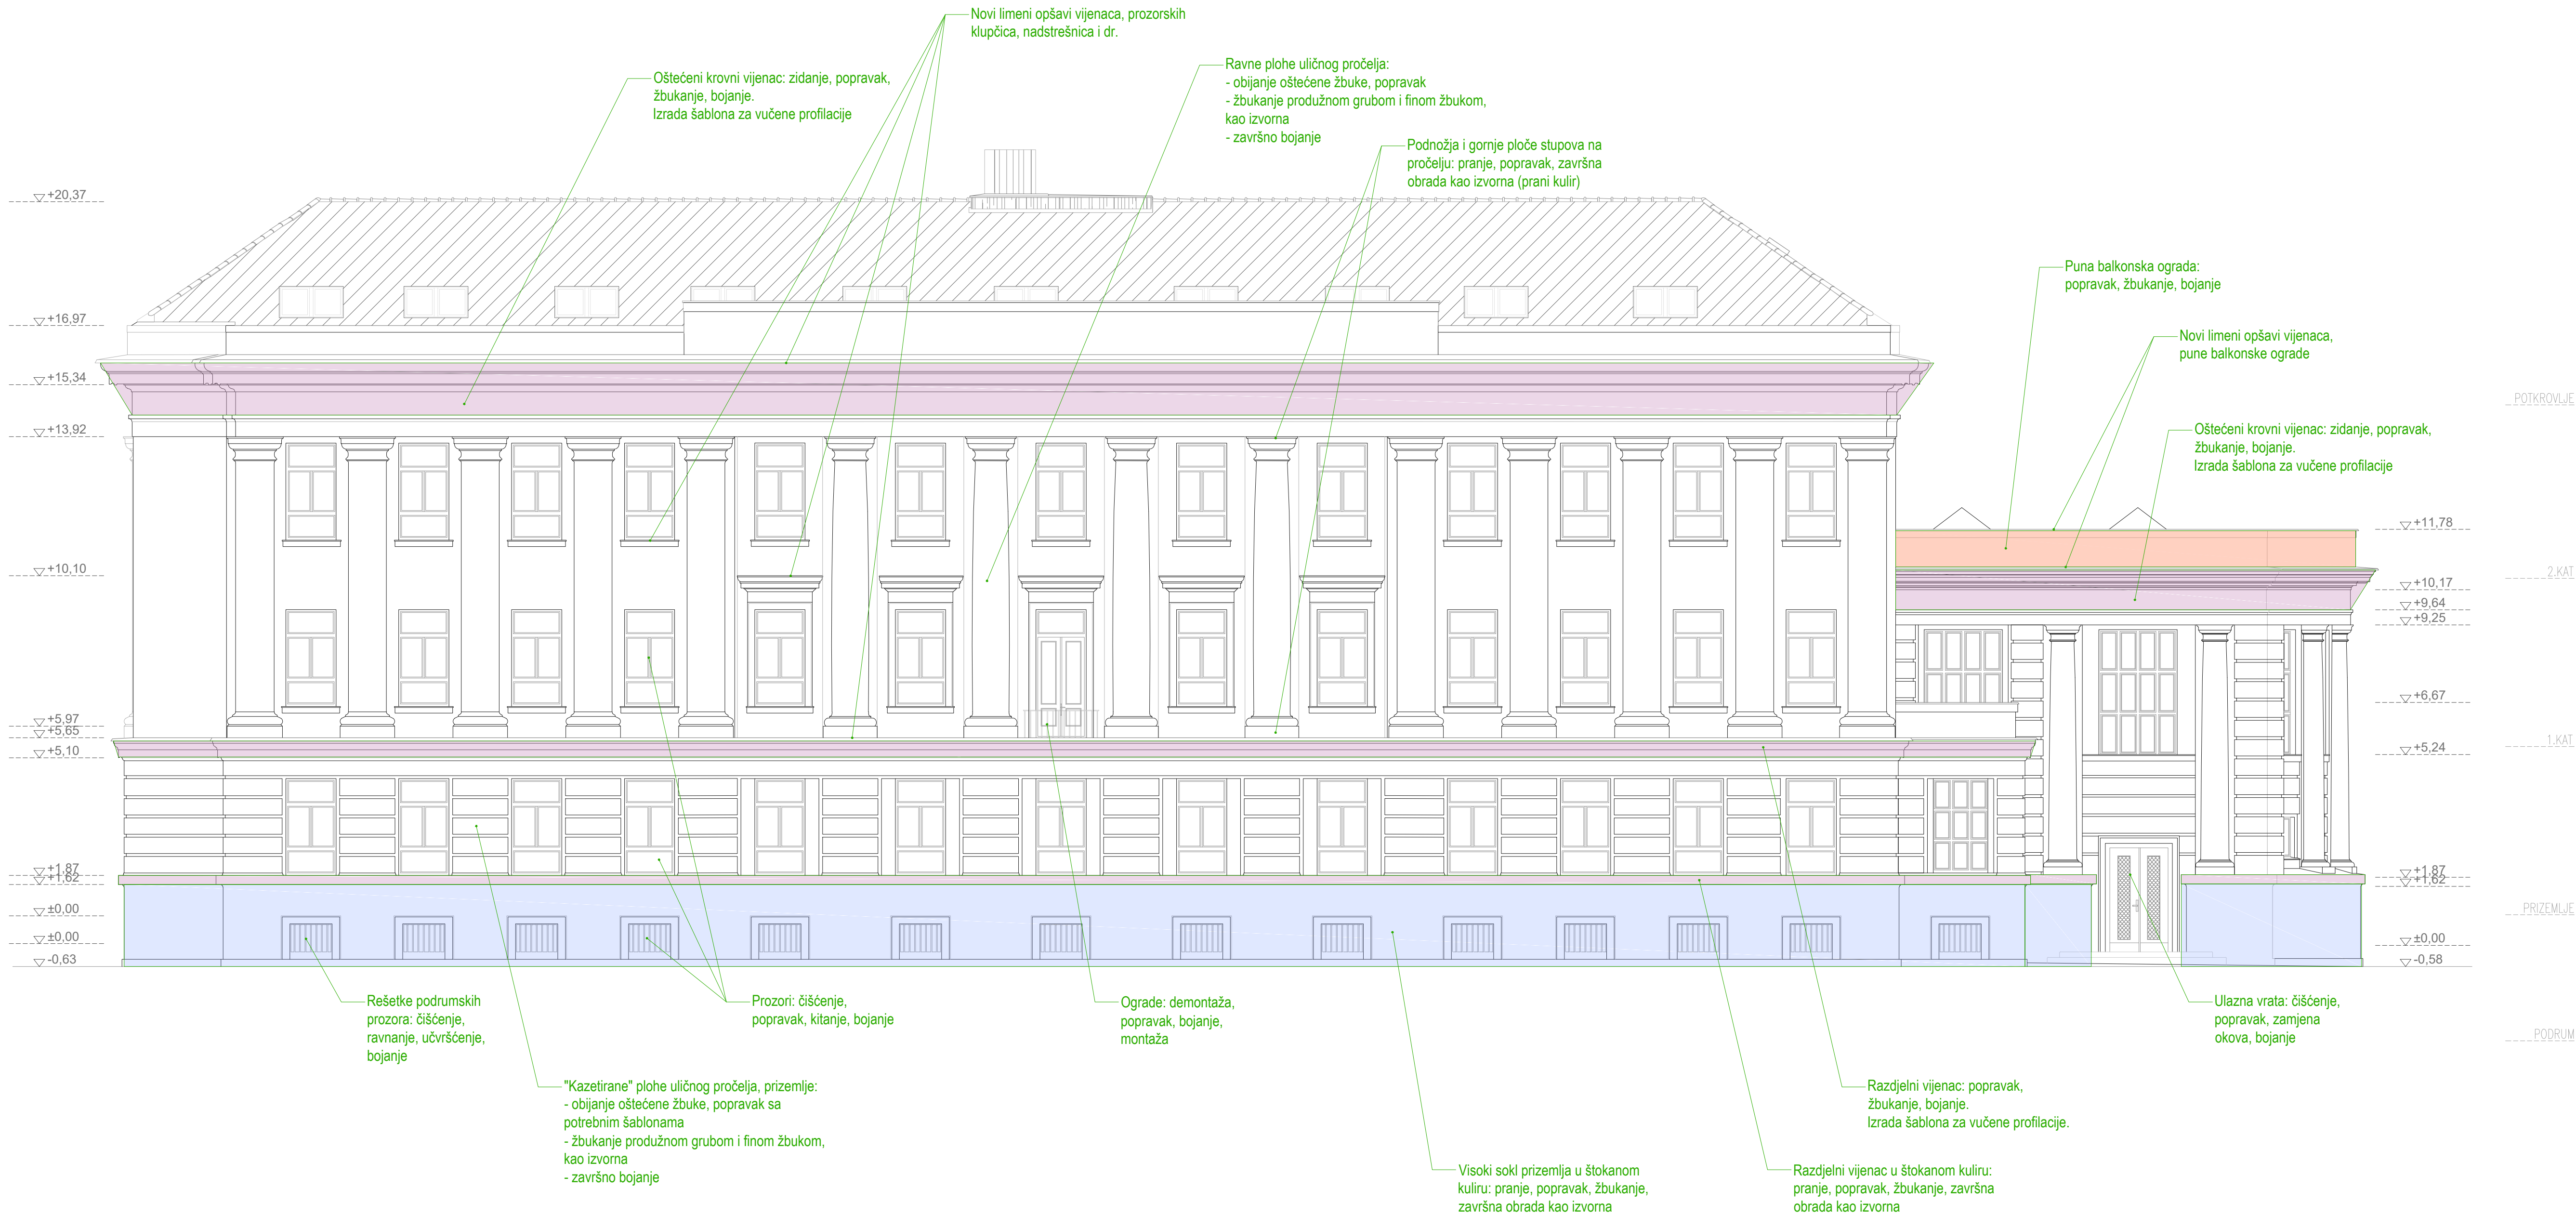 Novi limeni opšavi vijenaca, prozorskih
klupčica, nadstrešnica i dr.
Oštećeni krovni vijenac: zidanje, popravak,
žbukanje, bojanje.
Izrada šablona za vučene profilacije
Ravne plohe uličnog pročelja:
- obijanje oštećene žbuke, popravak
- žbukanje produžnom grubom i finom žbukom,
kao izvorna
- završno bojanje
Podnožja i gornje ploče stupova na
pročelju: pranje, popravak, završna
obrada kao izvorna (prani kulir)
Puna balkonska ograda:
popravak, žbukanje, bojanje
Novi limeni opšavi vijenaca,
pune balkonske ograde
Oštećeni krovni vijenac: zidanje, popravak,
žbukanje, bojanje.
Izrada šablona za vučene profilacije
+20,37
+16,97
+15,34
+13,92
+10,10
+5,97
+5,65
+5,10
+1,87
+1,62
±0,00
±0,00
-0,63
+11,78
+10,17
+9,64
+9,25
+6,67
+5,24
+1,87
+1,62
±0,00
-0,58
POTKROVLJE
2.KAT
1.KAT
PRIZEMLJE
PODRUM
Rešetke podrumskih
prozora: čišćenje,
ravnanje, učvršćenje,
bojanje
Prozori: čišćenje,
popravak, kitanje, bojanje
Ograde: demontaža,
popravak, bojanje,
montaža
Ulazna vrata: čišćenje,
popravak, zamjena
okova, bojanje
"Kazetirane" plohe uličnog pročelja, prizemlje:
- obijanje oštećene žbuke, popravak sa
potrebnim šablonama
- žbukanje produžnom grubom i finom žbukom,
kao izvorna
- završno bojanje
Razdjelni vijenac: popravak,
žbukanje, bojanje.
Izrada šablona za vučene profilacije.
Visoki sokl prizemlja u štokanom
kuliru: pranje, popravak, žbukanje,
završna obrada kao izvorna
Razdjelni vijenac u štokanom kuliru:
pranje, popravak, žbukanje, završna
obrada kao izvorna